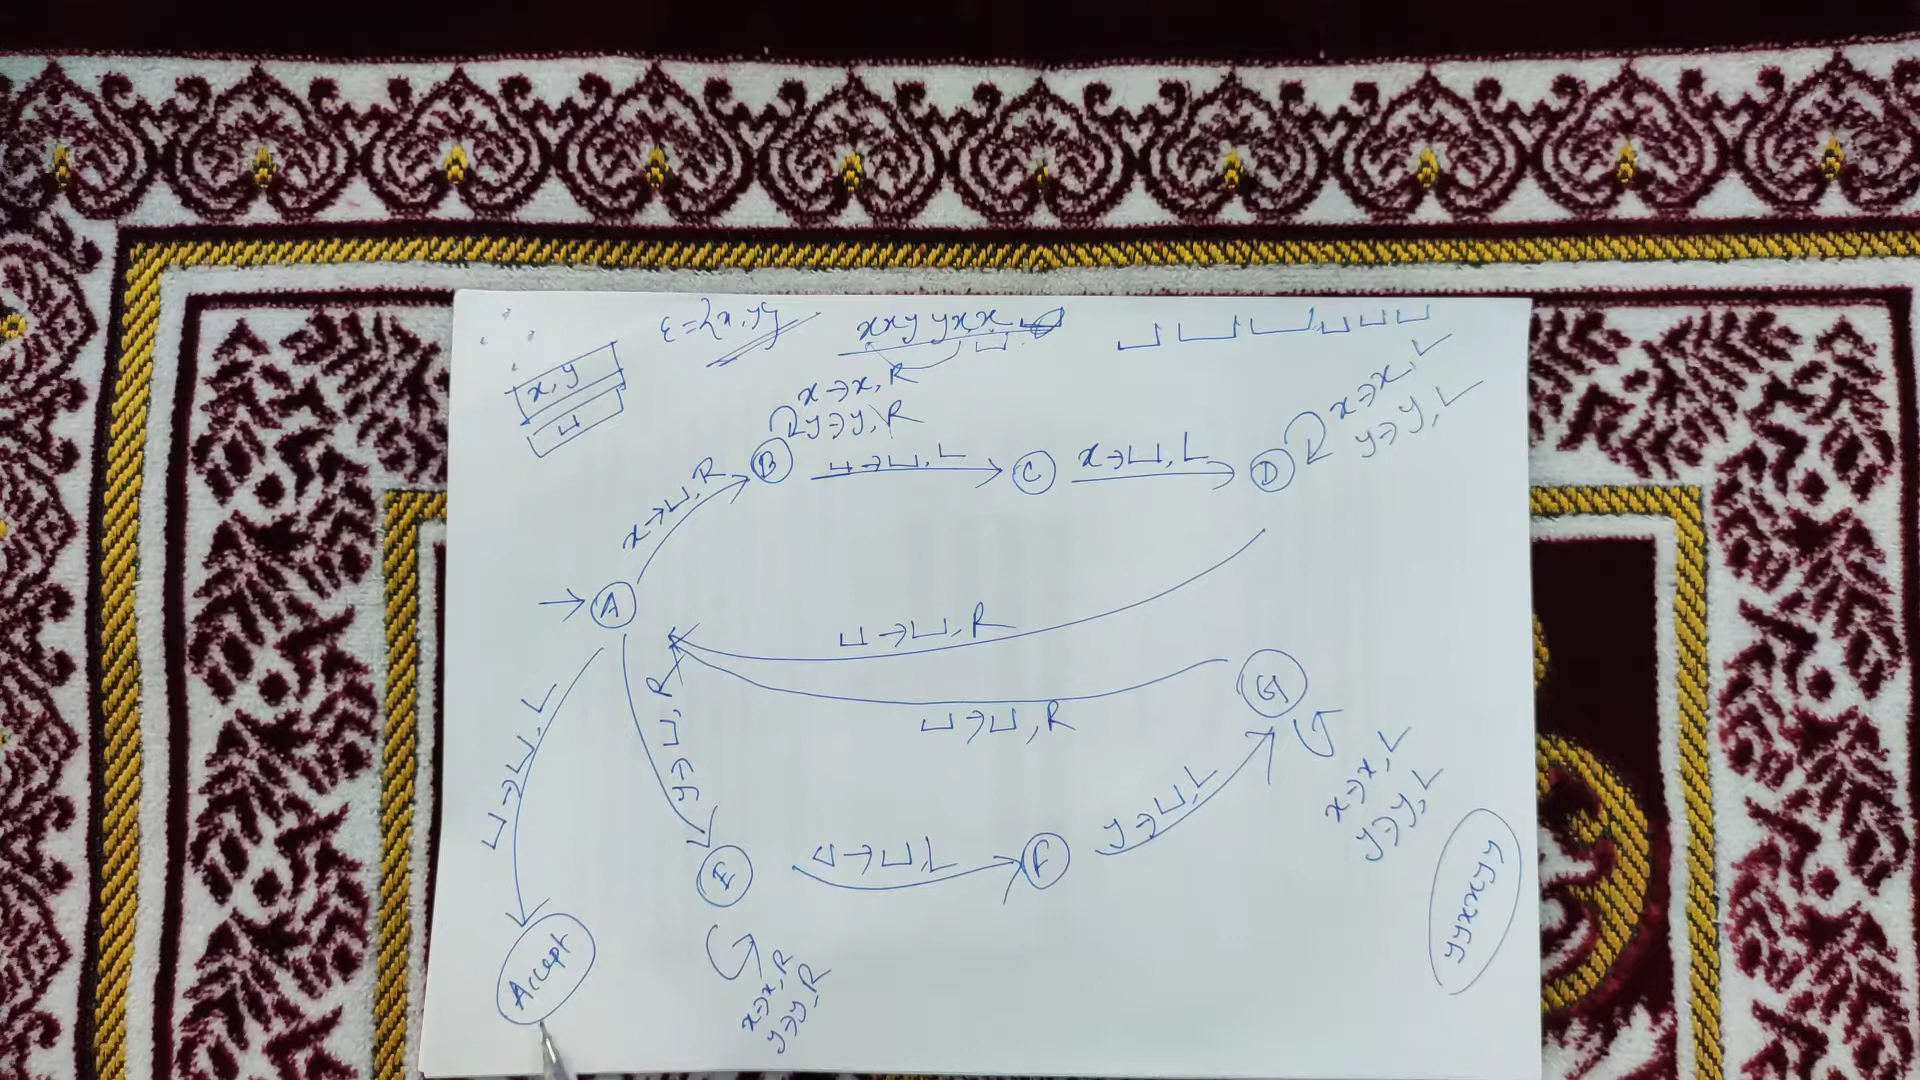 ε = {x, y}
xxyyxx⊔
⊔ ⊔ ⊔ ⊔ ⊔ ⊔
x, y
⊔
x→x, R
y→y, R
x→x, L
y→y, L
B
⊔→⊔, L
C
x→⊔, L
D
x→⊔, R
A
⊔→⊔, R
G
⊔→⊔, R
y→⊔, R
⊔→⊔, L
x→x, L
y→y, L
E
⊔→⊔, L
F
y→⊔, L
yyxxyy
Accept
x→x, R
y→y, R